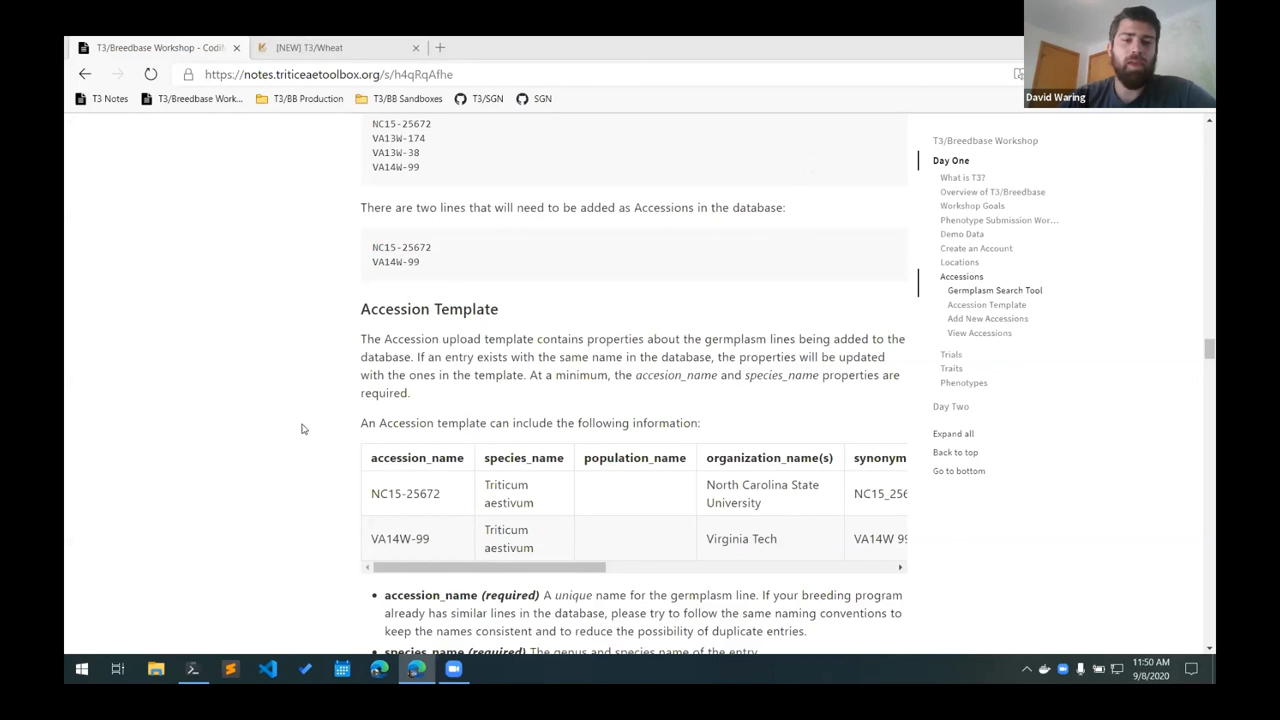 T3/Breedbase Workshop - Codi
[NEW] T3/Wheat
https://notes.triticeaetoolbox.org/s/h4qRqAfhe
T3 Notes
T3/Breedbase Work...
T3/BB Production
T3/BB Sandboxes
T3/SGN
SGN
David Waring
NC15-25672
VA13W-174
VA13W-38
VA14W-99
There are two lines that will need to be added as Accessions in the database:
NC15-25672
VA14W-99
Accession Template
The Accession upload template contains properties about the germplasm lines being added to the
database. If an entry exists with the same name in the database, the properties will be updated
with the ones in the template. At a minimum, the accesion_name and species_name properties are
required.
An Accession template can include the following information:
accession_name species_name population_name organization_name(s) synonym
NC15-25672 Triticum aestivum North Carolina State University NC15_256
VA14W-99 Triticum aestivum Virginia Tech VA14W 99
• accession_name (required) A unique name for the germplasm line. If your breeding program
already has similar lines in the database, please try to follow the same naming conventions to
keep the names consistent and to reduce the possibility of duplicate entries.
• species_name (required) The genus and species name of the entry.
T3/Breedbase Workshop
Day One
What is T3?
Overview of T3/Breedbase
Workshop Goals
Phenotype Submission Wor...
Demo Data
Create an Account
Locations
Accessions
Germplasm Search Tool
Accession Template
Add New Accessions
View Accessions
Trials
Traits
Phenotypes
Day Two
Expand all
Back to top
Go to bottom
11:50 AM
9/8/2020